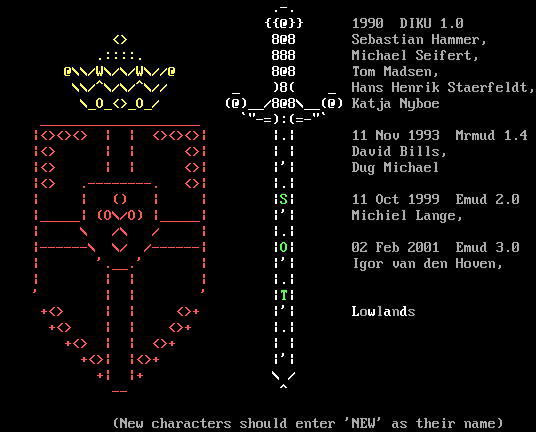 1990 DIKU 1.0
Sebastian Hammer,
Michael Seifert,
Tom Madsen,
Hans Henrik Staerfeldt,
Katja Nyboe
11 Nov 1993 Mrmud 1.4
David Bills,
Dug Michael
11 Oct 1999 Emud 2.0
Michiel Lange,
02 Feb 2001 Emud 3.0
Igor van den Hoven,
S
O
T
Lowlands
(New characters should enter 'NEW' as their name)